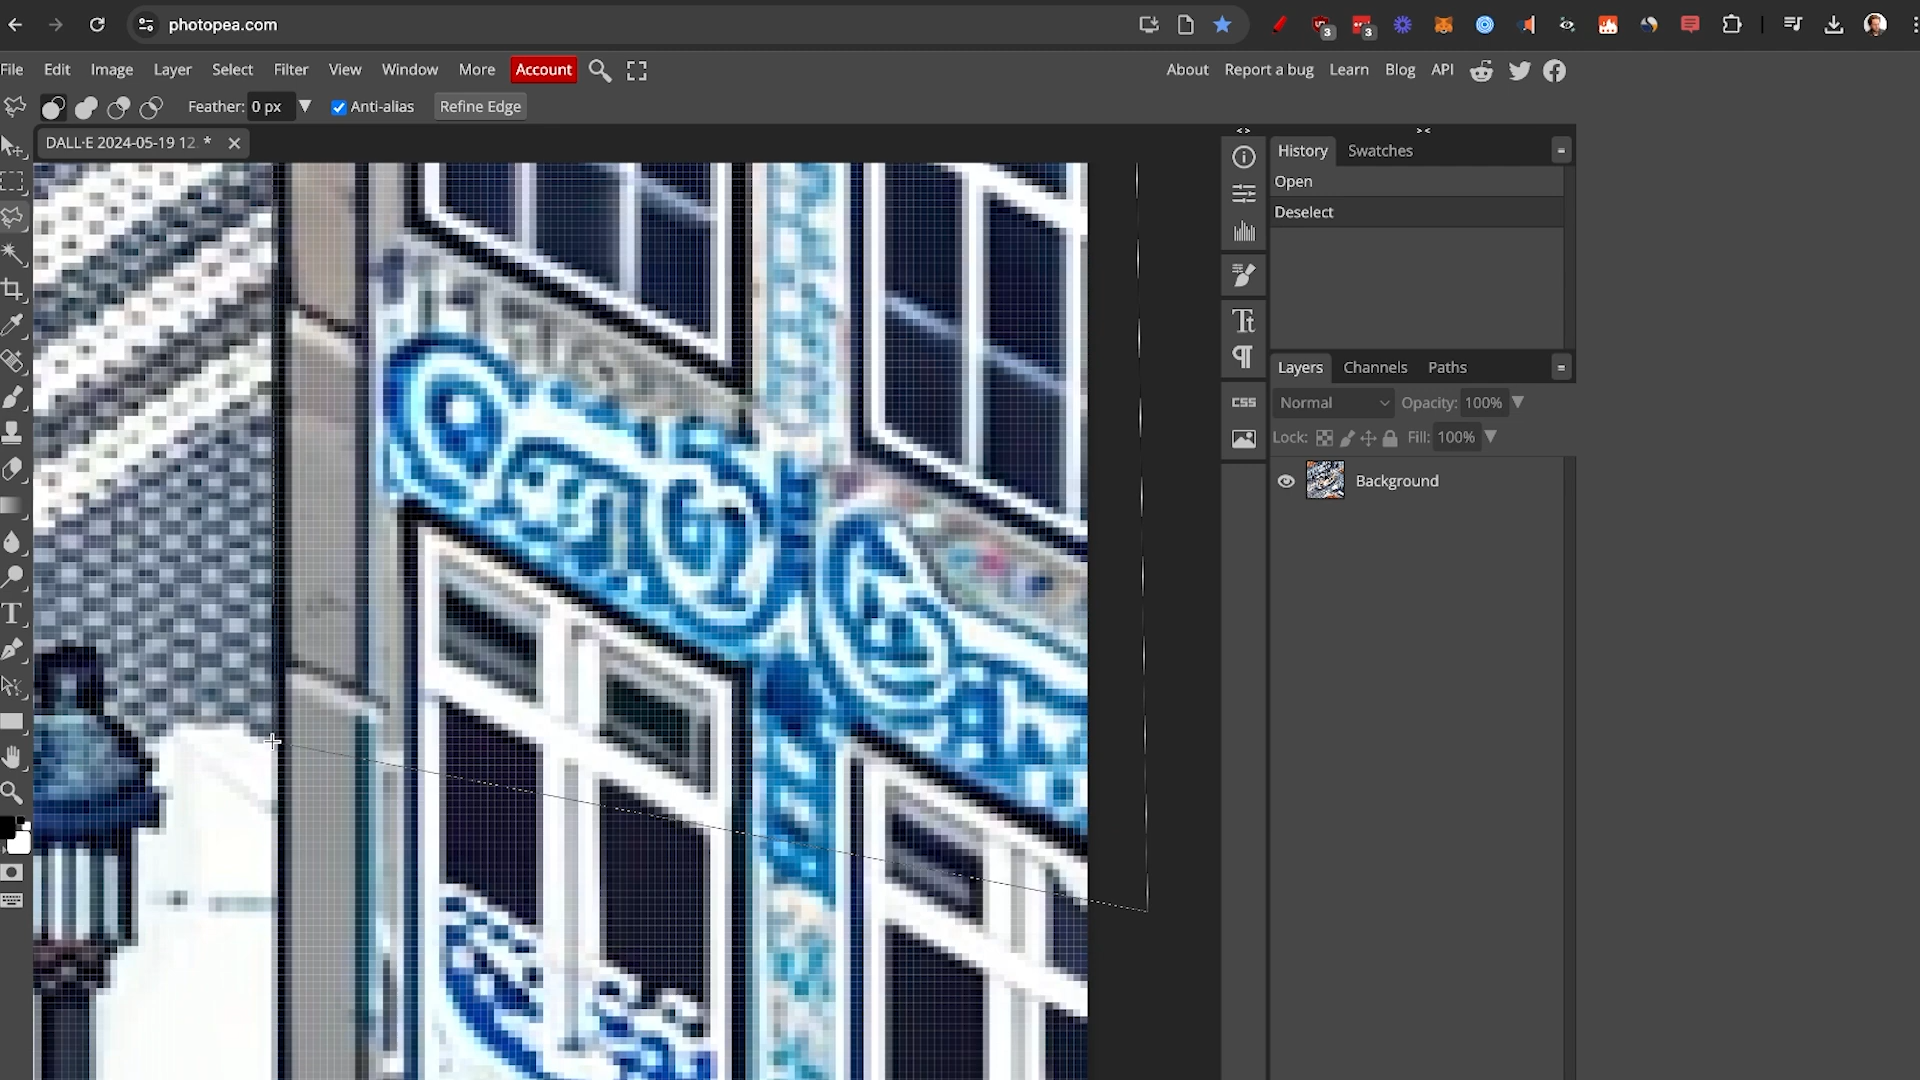 photopea.com
3
3
File Edit Image Layer Select Filter View Window More Account
About Report a bug Learn Blog API
Feather: 0 px Anti-alias Refine Edge
DALL·E 2024-05-19 12. *
History Swatches
Open
Deselect
Layers Channels Paths
Normal Opacity: 100%
Lock: Fill: 100%
Background
CSS